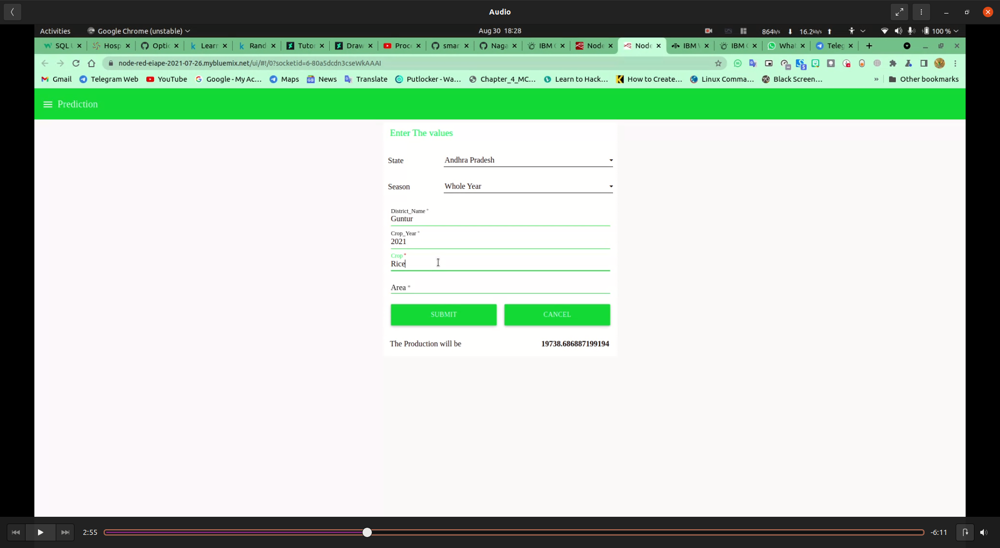 Audio
Activities Google Chrome (unstable) Aug 30 18:28 864b/s 16.2kb/s 100 %
SQL Hosp Optic Learn Rand Tutor Draw Proce smar Naga IBM Node Node IBM IBM What Teleg
node-red-eiape-2021-07-26.mybluemix.net/ui/#!/0?socketid=6-80a5dcdn3cseWkAAAI
Gmail Telegram Web YouTube Google - My Ac... Maps News Translate Putlocker - Wa... Chapter_4_MC... Learn to Hack... How to Create... Linux Comma... Black Screen... » Other bookmarks
Prediction
Enter The values
State Andhra Pradesh
Season Whole Year
District_Name *
Guntur
Crop_Year *
2021
Crop *
Rice
Area *
SUBMIT CANCEL
The Production will be 19738.686887199194
2:55 -6:11